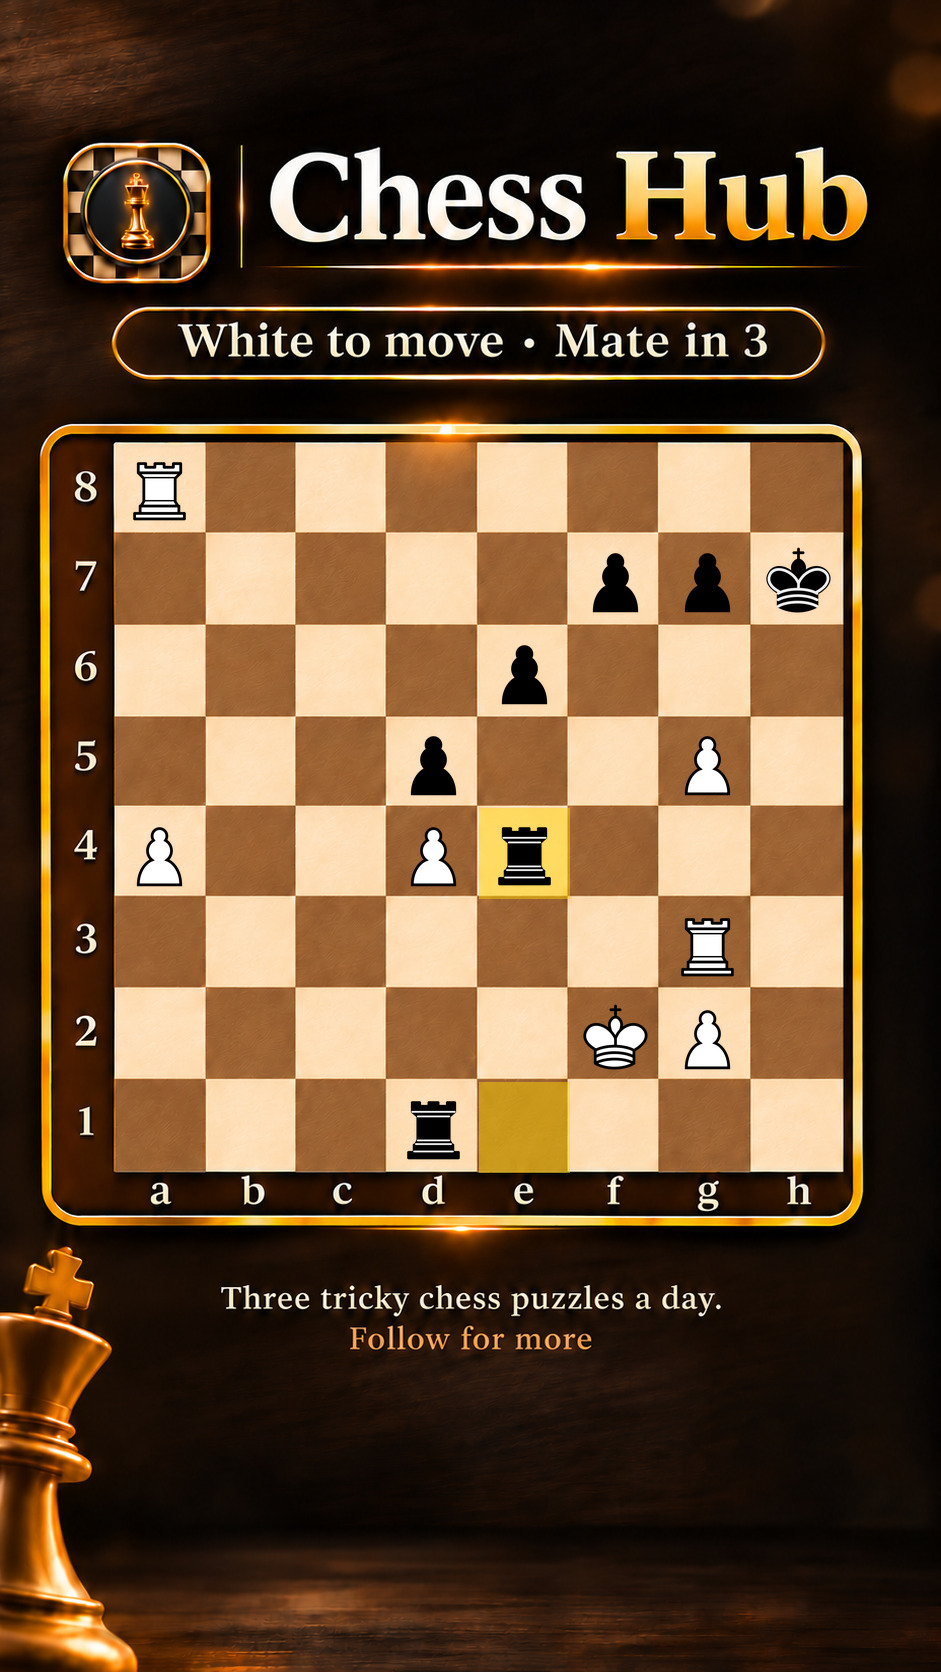 Chess Hub
White to move • Mate in 3
8
7
6
5
4
3
2
1
a b c d e f g h
Three tricky chess puzzles a day.
Follow for more